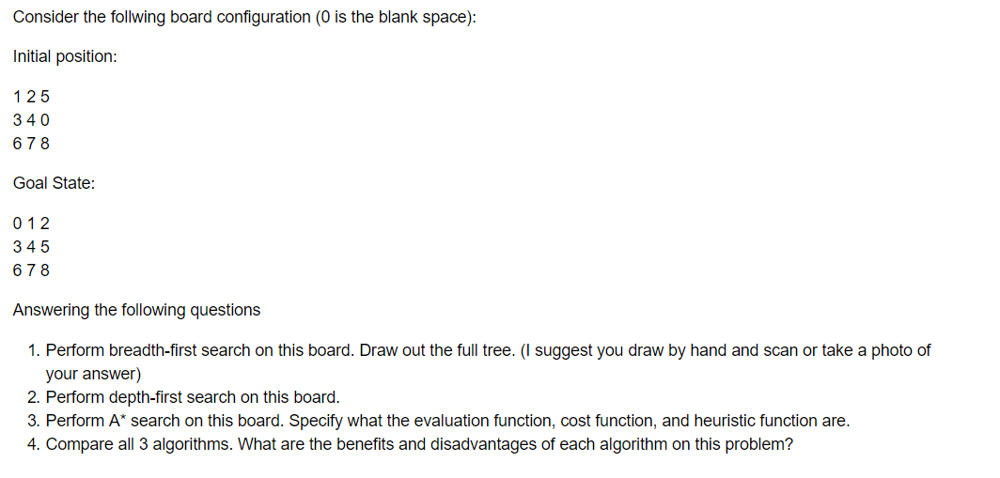 Consider the follwing board configuration (0 is the blank space):
Initial position:
1 2 5
3 4 0
6 7 8
Goal State:
0 1 2
3 4 5
6 7 8
Answering the following questions
1. Perform breadth-first search on this board. Draw out the full tree. (I suggest you draw by hand and scan or take a photo of
your answer)
2. Perform depth-first search on this board.
3. Perform A* search on this board. Specify what the evaluation function, cost function, and heuristic function are.
4. Compare all 3 algorithms. What are the benefits and disadvantages of each algorithm on this problem?